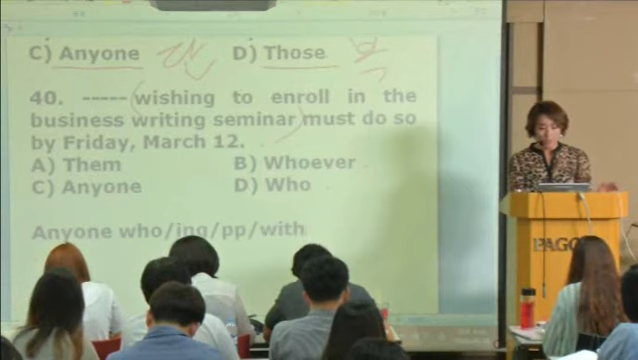 C) Anyone D) Those
40. ----- wishing to enroll in the
business writing seminar must do so
by Friday, March 12.
A) Them B) Whoever
C) Anyone D) Who
Anyone who/ing/pp/with
PAGO